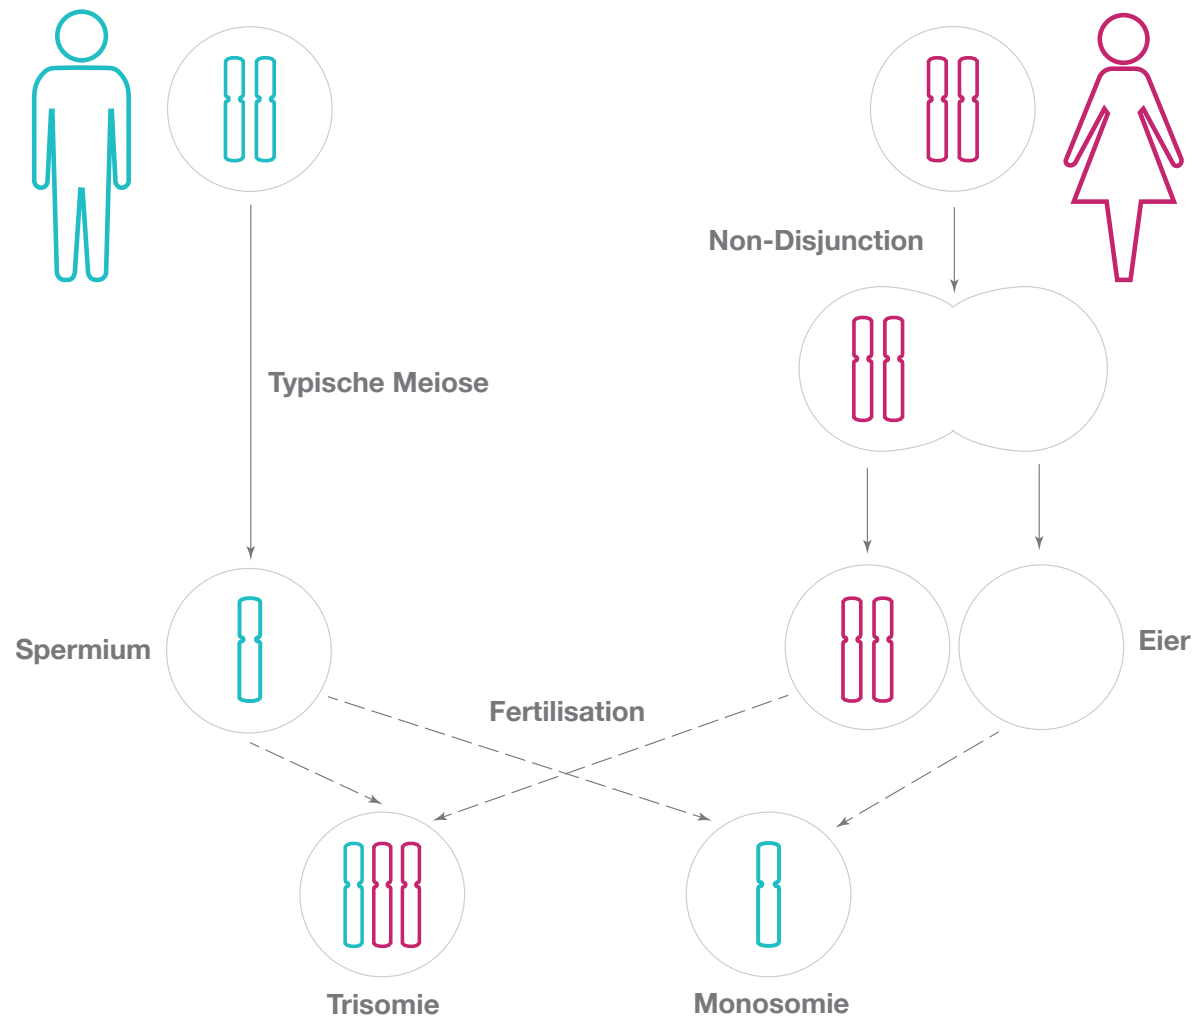 Non-Disjunction
Typische Meiose
Spermium
Eier
Fertilisation
Trisomie
Monosomie